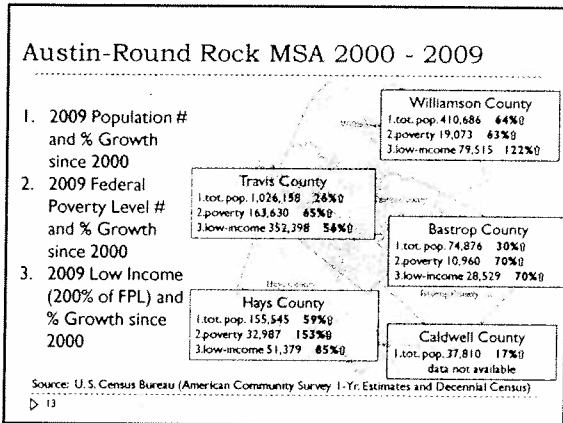 Austin-Round Rock MSA 2000 - 2009
1. 2009 Population #
and % Growth
since 2000
2. 2009 Federal
Poverty Level #
and % Growth
since 2000
3. 2009 Low Income
(200% of FPL) and
% Growth since
2000
Williamson County
1.tot. pop. 410,686 64%⇧
2.poverty 19,073 63%⇧
3.low-income 79,515 122%⇧
Travis County
1.tot. pop. 1,026,158 26%⇧
2.poverty 163,630 65%⇧
3.low-income 352,398 56%⇧
Bastrop County
1.tot. pop. 74,876 30%⇧
2.poverty 10,960 70%⇧
3.low-income 28,529 70%⇧
Hays County
1.tot. pop. 155,545 59%⇧
2.poverty 32,987 153%⇧
3.low-income 51,379 85%⇧
Caldwell County
1.tot. pop. 37,810 17%⇧
data not available
Source: U.S. Census Bureau (American Community Survey 1-Yr. Estimates and Decennial Census)
13